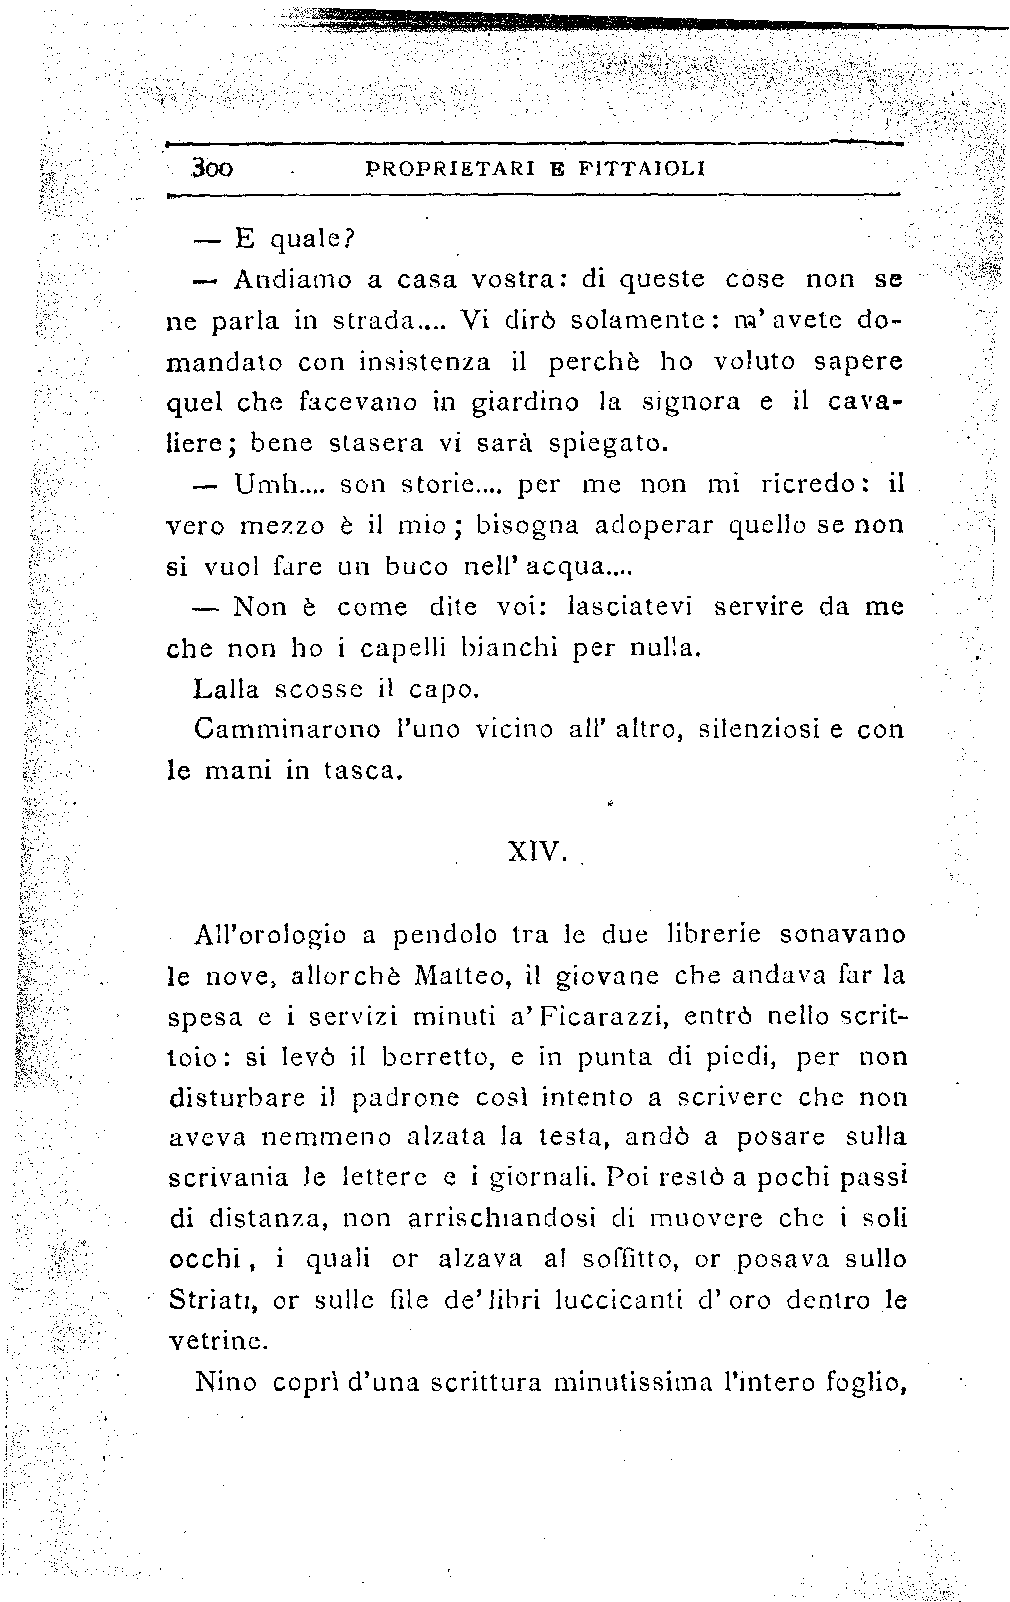 300 PROPRIETARI E FITTAIOLI
— E quale?
— Andiamo a casa vostra: di queste cose non se
ne parla in strada.... Vi dirò solamente: m'avete do-
mandato con insistenza il perchè ho voluto sapere
quel che facevano in giardino la signora e il cava-
liere; bene stasera vi sarà spiegato.
— Umh.... son storie.... per me non mi ricredo: il
vero mezzo è il mio; bisogna adoperar quello se non
si vuol fare un buco nell'acqua....
— Non è come dite voi: lasciatevi servire da me
che non ho i capelli bianchi per nulla.
Lalla scosse il capo.
Camminarono l'uno vicino all'altro, silenziosi e con
le mani in tasca.
XIV.
All'orologio a pendolo tra le due librerie sonavano
le nove, allorchè Matteo, il giovane che andava far la
spesa e i servizi minuti a'Ficarazzi, entrò nello scrit-
toio: si levò il berretto, e in punta di piedi, per non
disturbare il padrone così intento a scrivere che non
aveva nemmeno alzata la testa, andò a posare sulla
scrivania le lettere e i giornali. Poi restò a pochi passi
di distanza, non arrischiandosi di muovere che i soli
occhi, i quali or alzava al soffitto, or posava sullo
Striati, or sulle file de'libri luccicanti d'oro dentro le
vetrine.
Nino coprì d'una scrittura minutissima l'intero foglio,